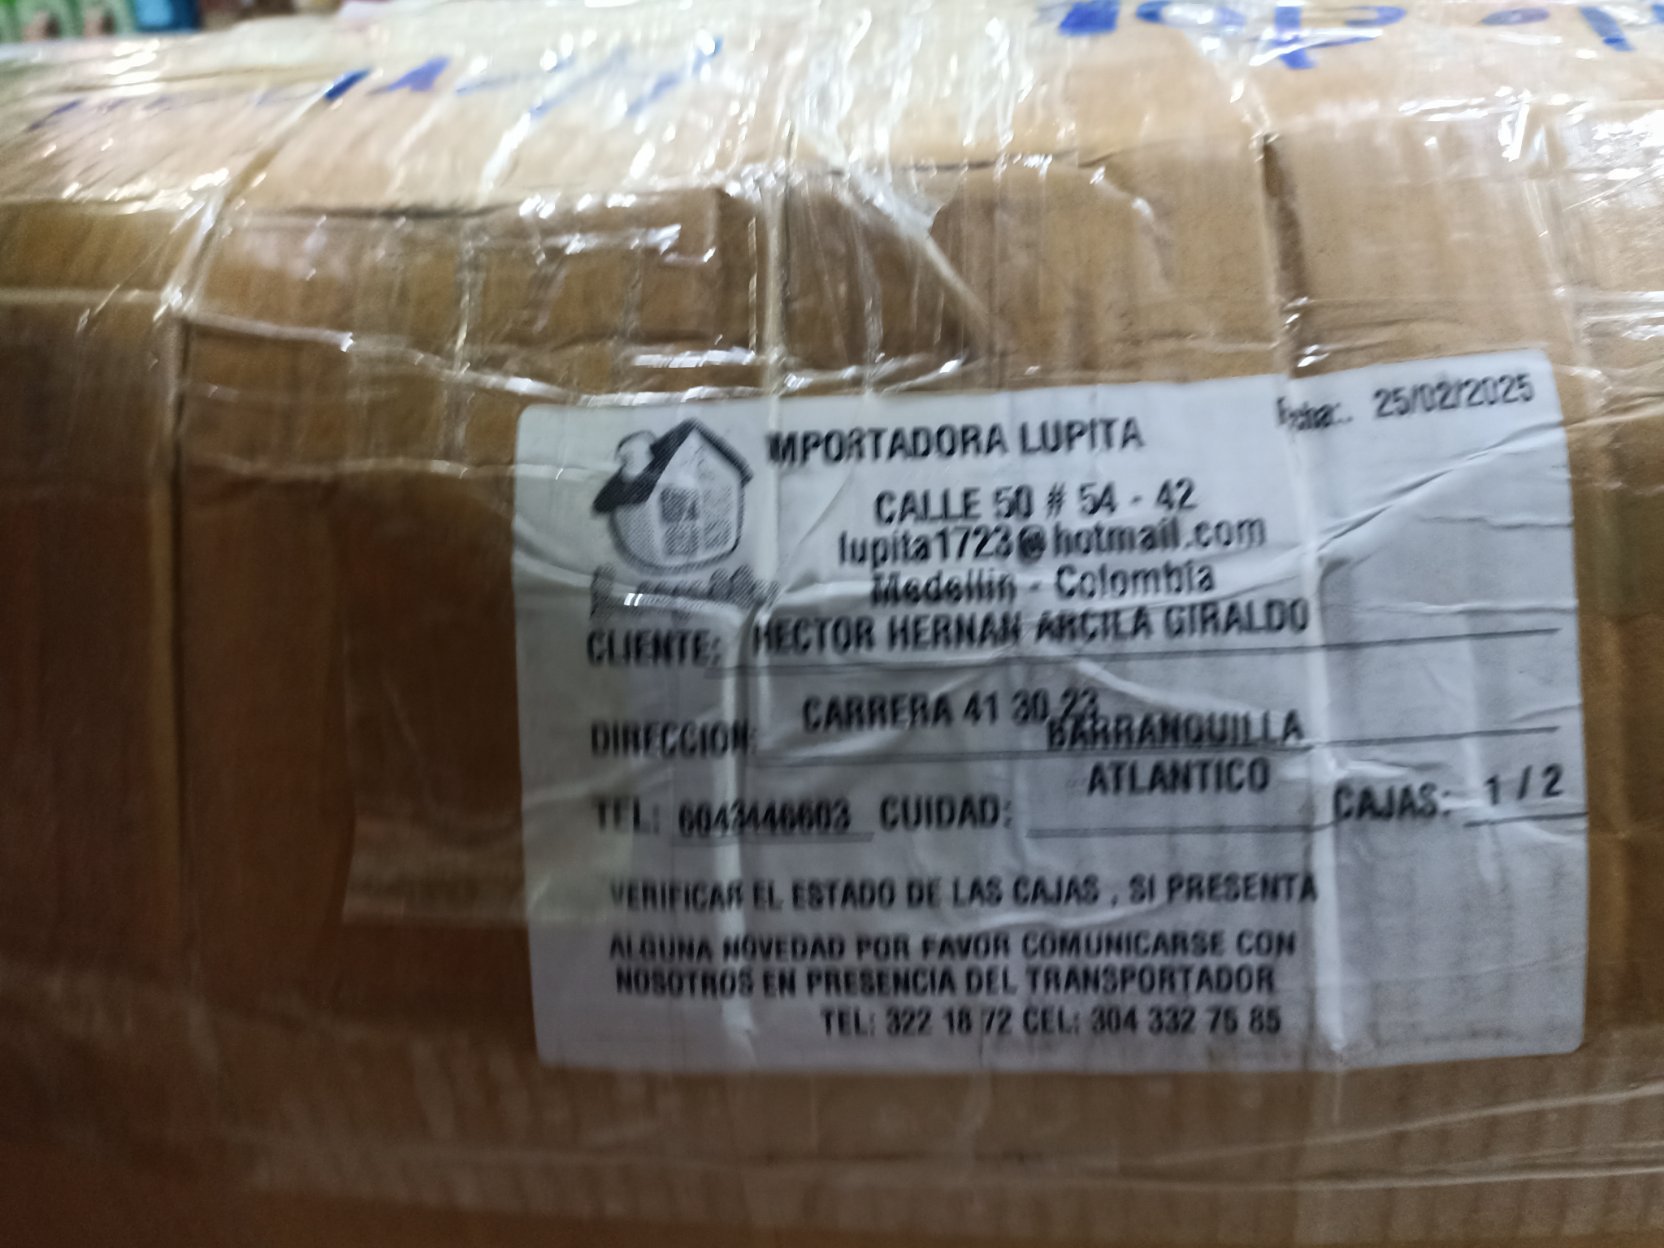 Fecha:. 25/02/2025
IMPORTADORA LUPITA
CALLE 50 # 54 - 42
lupita1723@hotmail.com
Medellin - Colombia
CLIENTE: HECTOR HERNAN ARCILA GIRALDO
DIRECCION: CARRERA 41 30 23
BARRANQUILLA
ATLANTICO
TEL: 6043446603 CUIDAD: CAJAS: 1 / 2
VERIFICAR EL ESTADO DE LAS CAJAS , SI PRESENTA
ALGUNA NOVEDAD POR FAVOR COMUNICARSE CON
NOSOTROS EN PRESENCIA DEL TRANSPORTADOR
TEL: 322 18 72 CEL: 304 332 75 85